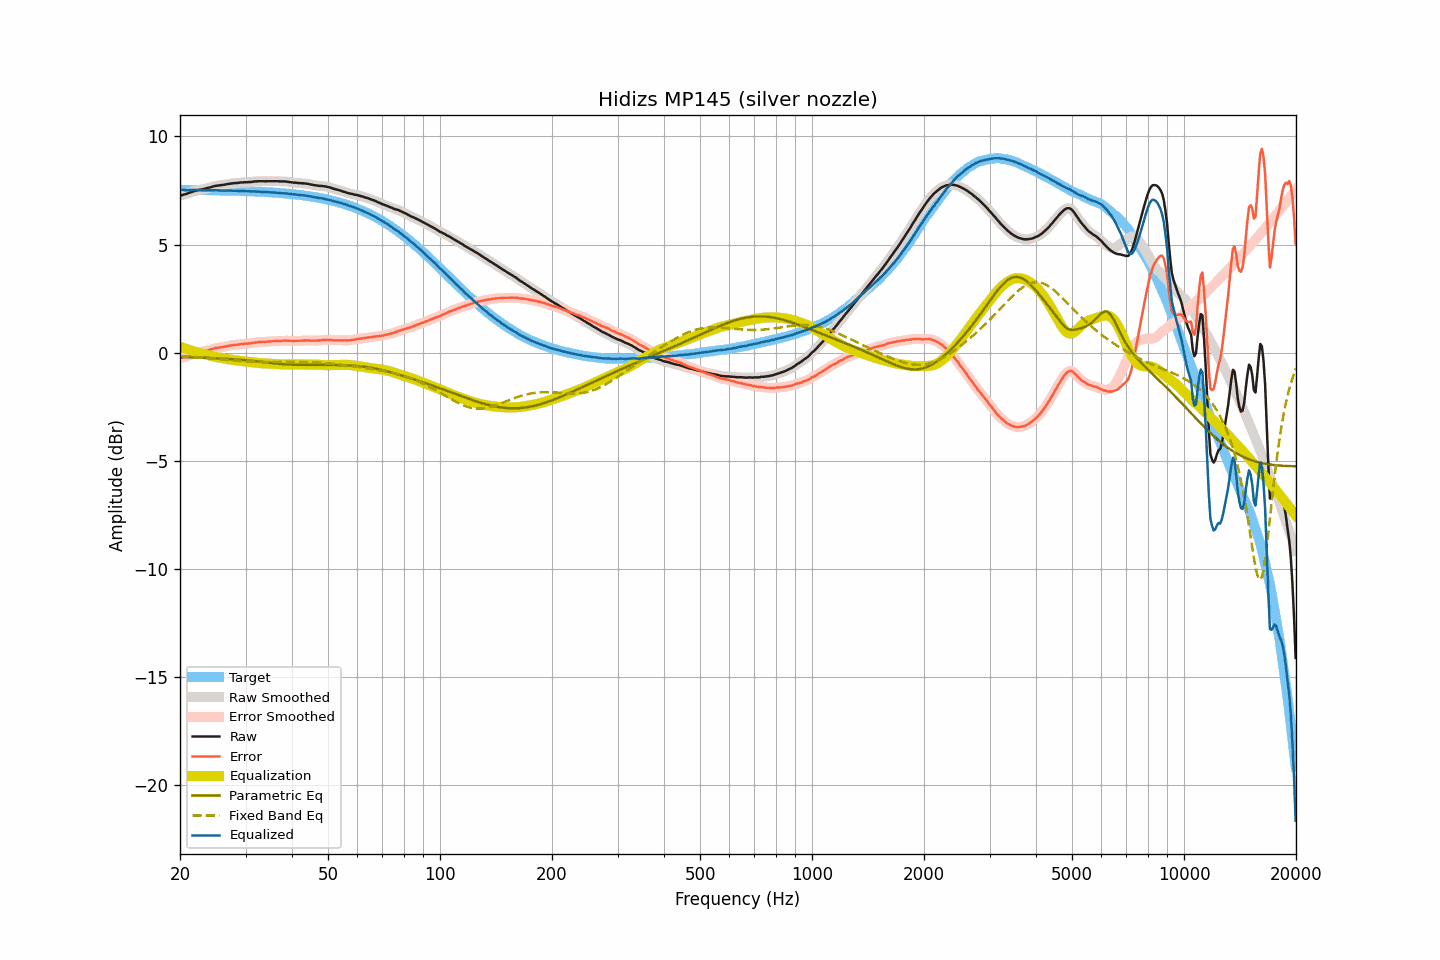 Hidizs MP145 (silver nozzle)
10
5
0
−5
−10
−15
−20
Amplitude (dBr)
Target
Raw Smoothed
Error Smoothed
Raw
Error
Equalization
Parametric Eq
Fixed Band Eq
Equalized
20 50 100 200 500 1000 2000 5000 10000 20000
Frequency (Hz)